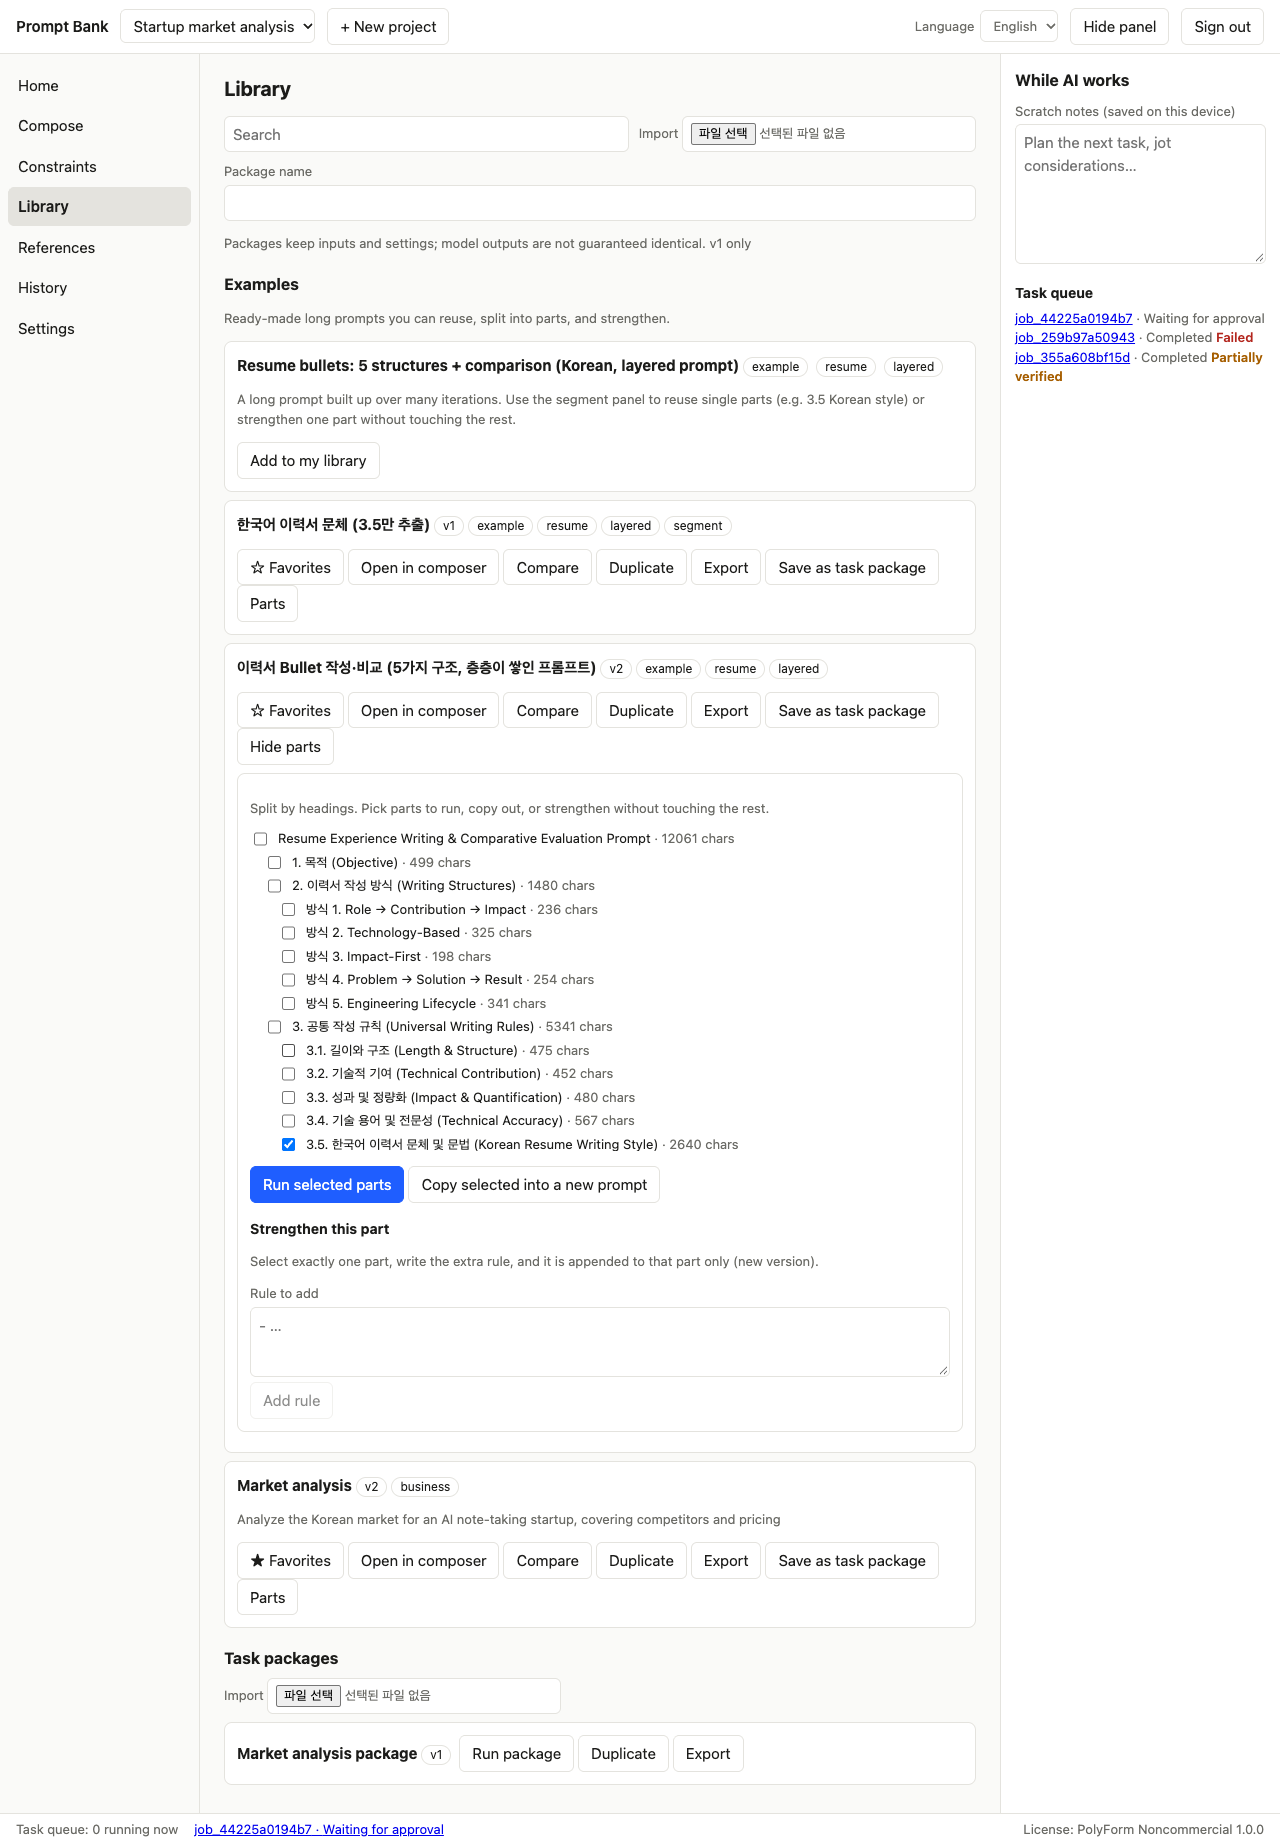 Prompt Bank
Startup market analysis
+ New project
Language
English
Hide panel
Sign out
Home
Compose
Constraints
Library
References
History
Settings
Library
Search
Import
파일 선택 선택된 파일 없음
Package name
Packages keep inputs and settings; model outputs are not guaranteed identical. v1 only
Examples
Ready-made long prompts you can reuse, split into parts, and strengthen.
Resume bullets: 5 structures + comparison (Korean, layered prompt) example resume layered
A long prompt built up over many iterations. Use the segment panel to reuse single parts (e.g. 3.5 Korean style) or
strengthen one part without touching the rest.
Add to my library
한국어 이력서 문체 (3.5만 추출) v1 example resume layered segment
☆ Favorites Open in composer Compare Duplicate Export Save as task package
Parts
이력서 Bullet 작성·비교 (5가지 구조, 층층이 쌓인 프롬프트) v2 example resume layered
☆ Favorites Open in composer Compare Duplicate Export Save as task package
Hide parts
Split by headings. Pick parts to run, copy out, or strengthen without touching the rest.
Resume Experience Writing & Comparative Evaluation Prompt · 12061 chars
1. 목적 (Objective) · 499 chars
2. 이력서 작성 방식 (Writing Structures) · 1480 chars
방식 1. Role → Contribution → Impact · 236 chars
방식 2. Technology-Based · 325 chars
방식 3. Impact-First · 198 chars
방식 4. Problem → Solution → Result · 254 chars
방식 5. Engineering Lifecycle · 341 chars
3. 공통 작성 규칙 (Universal Writing Rules) · 5341 chars
3.1. 길이와 구조 (Length & Structure) · 475 chars
3.2. 기술적 기여 (Technical Contribution) · 452 chars
3.3. 성과 및 정량화 (Impact & Quantification) · 480 chars
3.4. 기술 용어 및 전문성 (Technical Accuracy) · 567 chars
3.5. 한국어 이력서 문체 및 문법 (Korean Resume Writing Style) · 2640 chars
Run selected parts Copy selected into a new prompt
Strengthen this part
Select exactly one part, write the extra rule, and it is appended to that part only (new version).
Rule to add
- ...
Add rule
Market analysis v2 business
Analyze the Korean market for an AI note-taking startup, covering competitors and pricing
★ Favorites Open in composer Compare Duplicate Export Save as task package
Parts
Task packages
Import 파일 선택 선택된 파일 없음
Market analysis package v1 Run package Duplicate Export
While AI works
Scratch notes (saved on this device)
Plan the next task, jot
considerations...
Task queue
job_44225a0194b7 · Waiting for approval
job_259b97a50943 · Completed Failed
job_355a608bf15d · Completed Partially
verified
Task queue: 0 running now job_44225a0194b7 · Waiting for approval
License: PolyForm Noncommercial 1.0.0